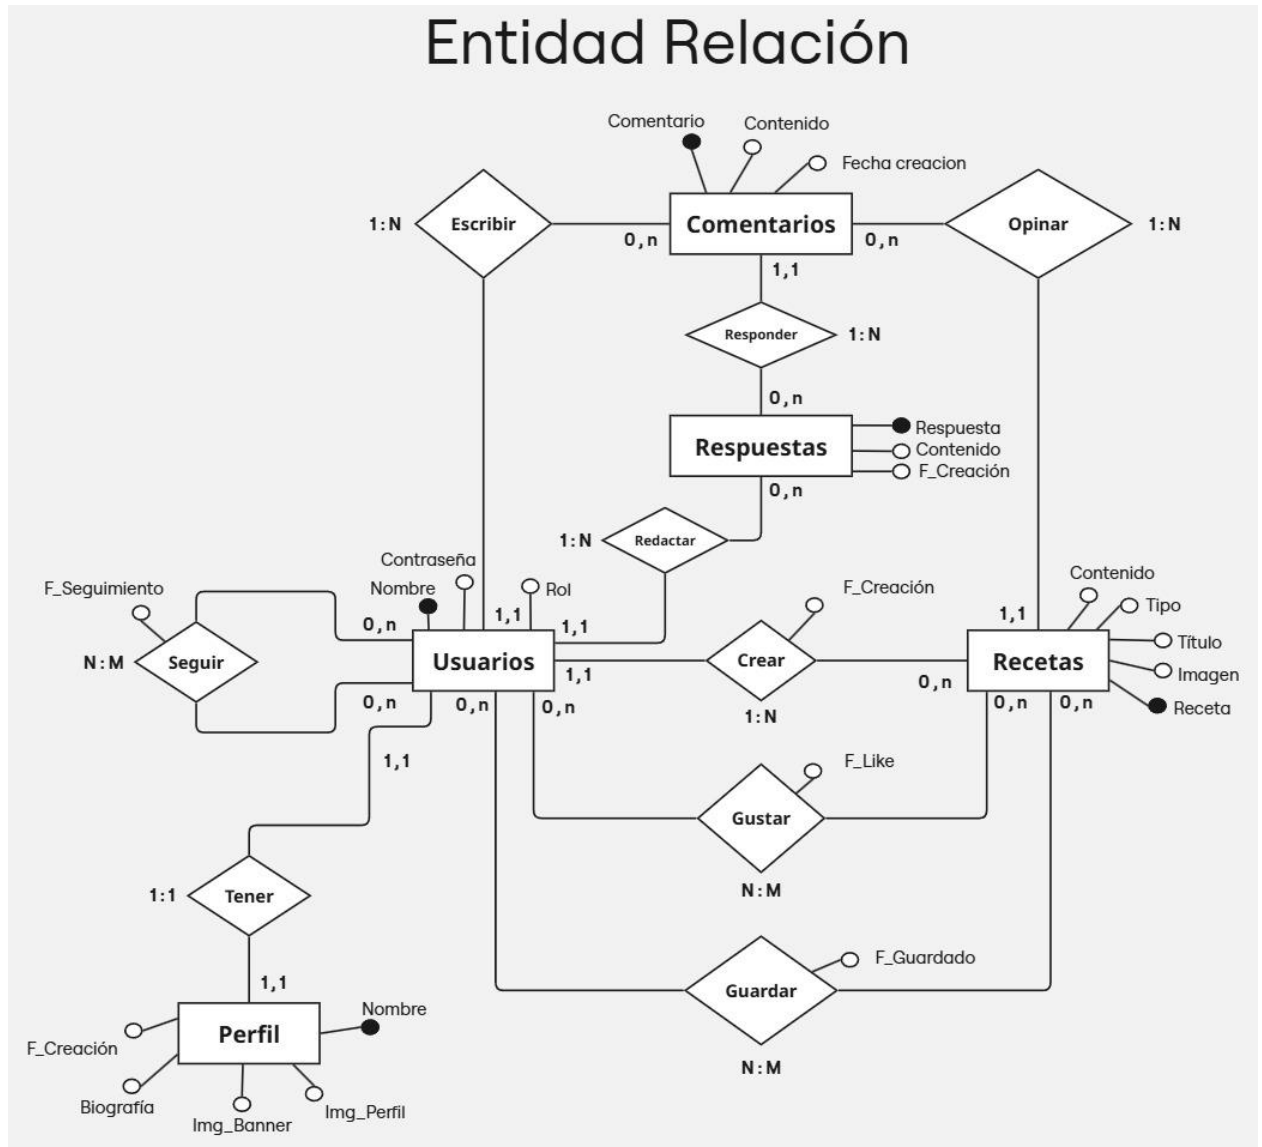 Entidad Relación
Comentario
Contenido
Fecha creacion
1:N
Escribir
0,n
Comentarios
0,n
Opinar
1:N
1,1
Responder
1:N
0,n
Respuestas
Respuesta
Contenido
F_Creación
0,n
1:N
Redactar
Contraseña
F_Seguimiento
Nombre
Rol
F_Creación
Contenido
Tipo
0,n
1,1
1,1
1,1
Título
N:M
Seguir
Usuarios
Crear
Recetas
Imagen
1,1
0,n
0,n
0,n
0,n
0,n
0,n
Receta
1:N
1,1
F_Like
Gustar
N:M
1:1
Tener
F_Guardado
Guardar
1,1
Nombre
Perfil
F_Creación
N:M
Biografía
Img_Perfil
Img_Banner